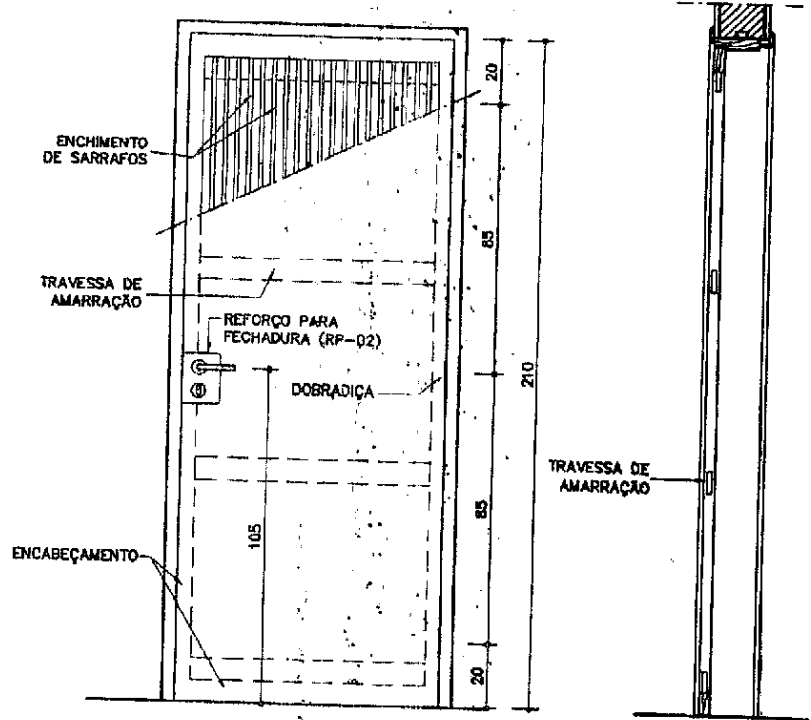 ENCHIMENTO
DE SARRAFOS
TRAVESSA DE
AMARRAÇÃO
REFORÇO PARA
FECHADURA (RP-02)
DOBRADIÇA
ENCABEÇAMENTO
105
20
85
85
20
210
TRAVESSA DE
AMARRAÇÃO